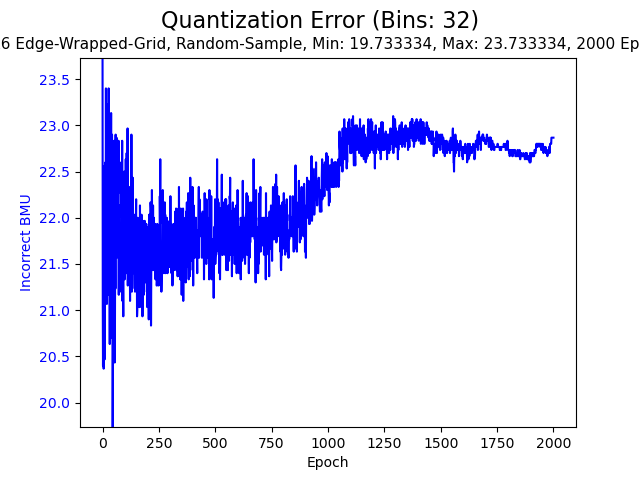 Quantization Error (Bins: 32)
6 Edge-Wrapped-Grid, Random-Sample, Min: 19.733334, Max: 23.733334, 2000 Ep
23.5
23.0
22.5
22.0
21.5
21.0
20.5
20.0
Incorrect BMU
0 250 500 750 1000 1250 1500 1750 2000
Epoch